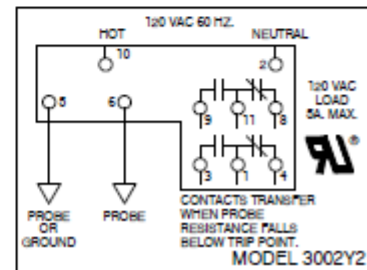 120 VAC 60 HZ.
HOT
NEUTRAL
10
2
5
6
9
11
8
120 VAC
LOAD
5A. MAX.
3
1
4
PROBE
OR
GROUND
PROBE
CONTACTS TRANSFER
WHEN PROBE
RESISTANCE FALLS
BELOW TRIP POINT.
MODEL 3002Y2